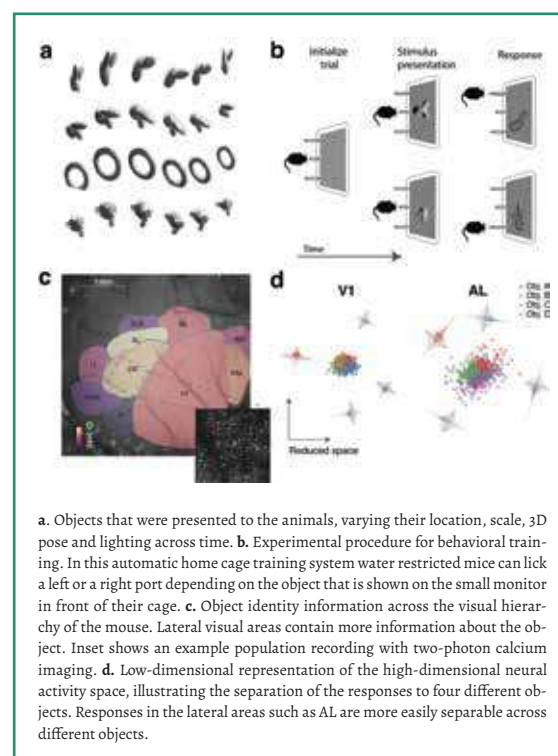 a
b
Initialize
trial
Stimulus
presentation
Response
Time
c
d
V1
AL
Reduced space
a. Objects that were presented to the animals, varying their location, scale, 3D
pose and lighting across time. b. Experimental procedure for behavioral train-
ing. In this automatic home cage training system water restricted mice can lick
a left or a right port depending on the object that is shown on the small monitor
in front of their cage. c. Object identity information across the visual hierar-
chy of the mouse. Lateral visual areas contain more information about the ob-
ject. Inset shows an example population recording with two-photon calcium
imaging. d. Low-dimensional representation of the high-dimensional neural
activity space, illustrating the separation of the responses to four different ob-
jects. Responses in the lateral areas such as AL are more easily separable across
different objects.